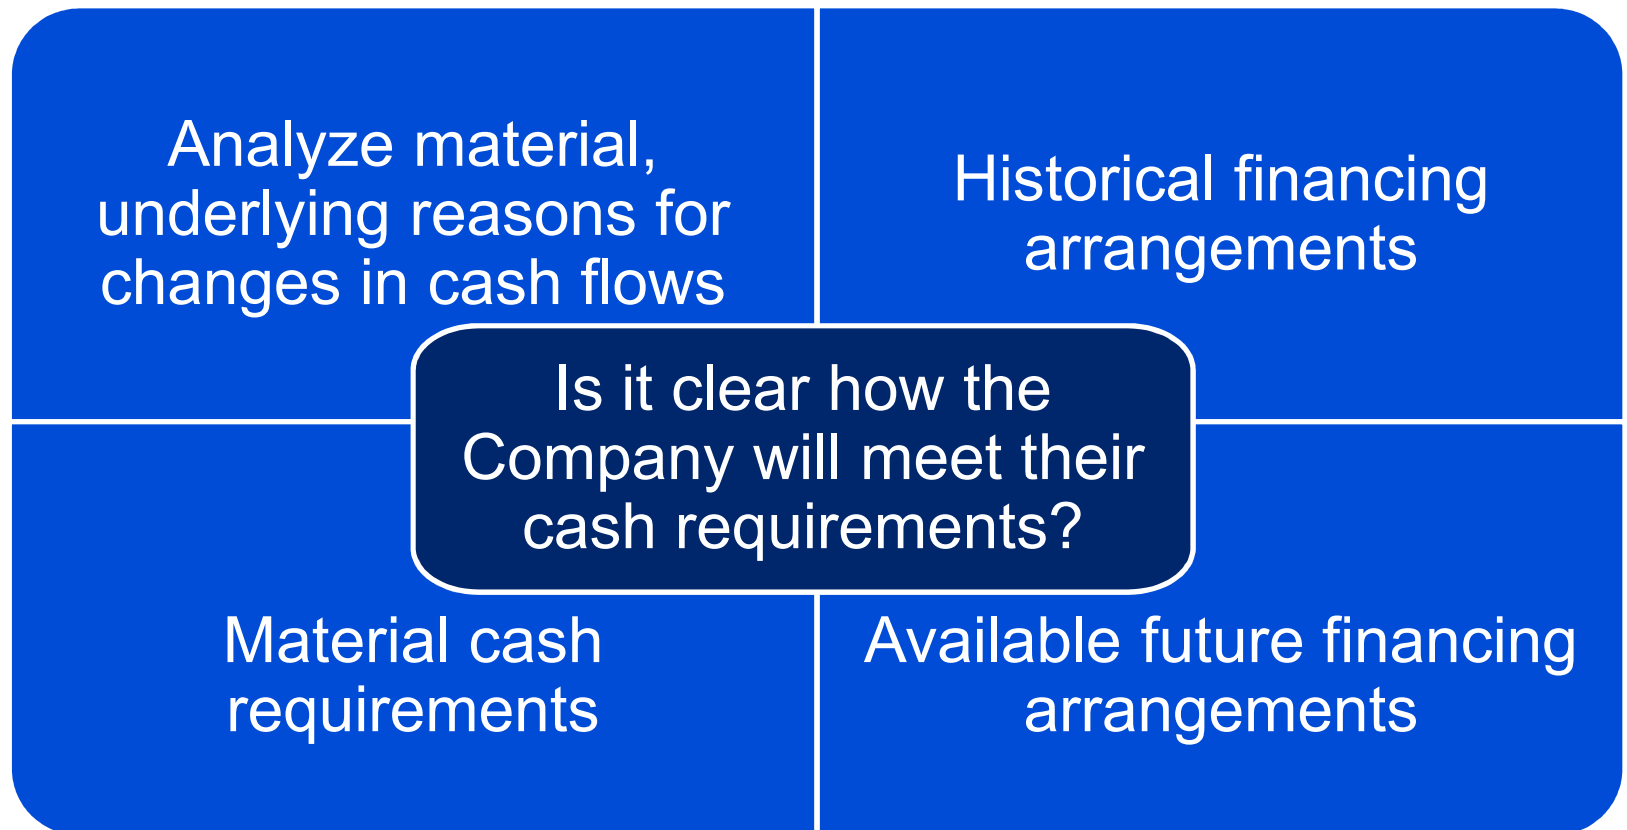 Analyze material,
underlying reasons for
changes in cash flows
Historical financing
arrangements
Is it clear how the
Company will meet their
cash requirements?
Material cash
requirements
Available future financing
arrangements